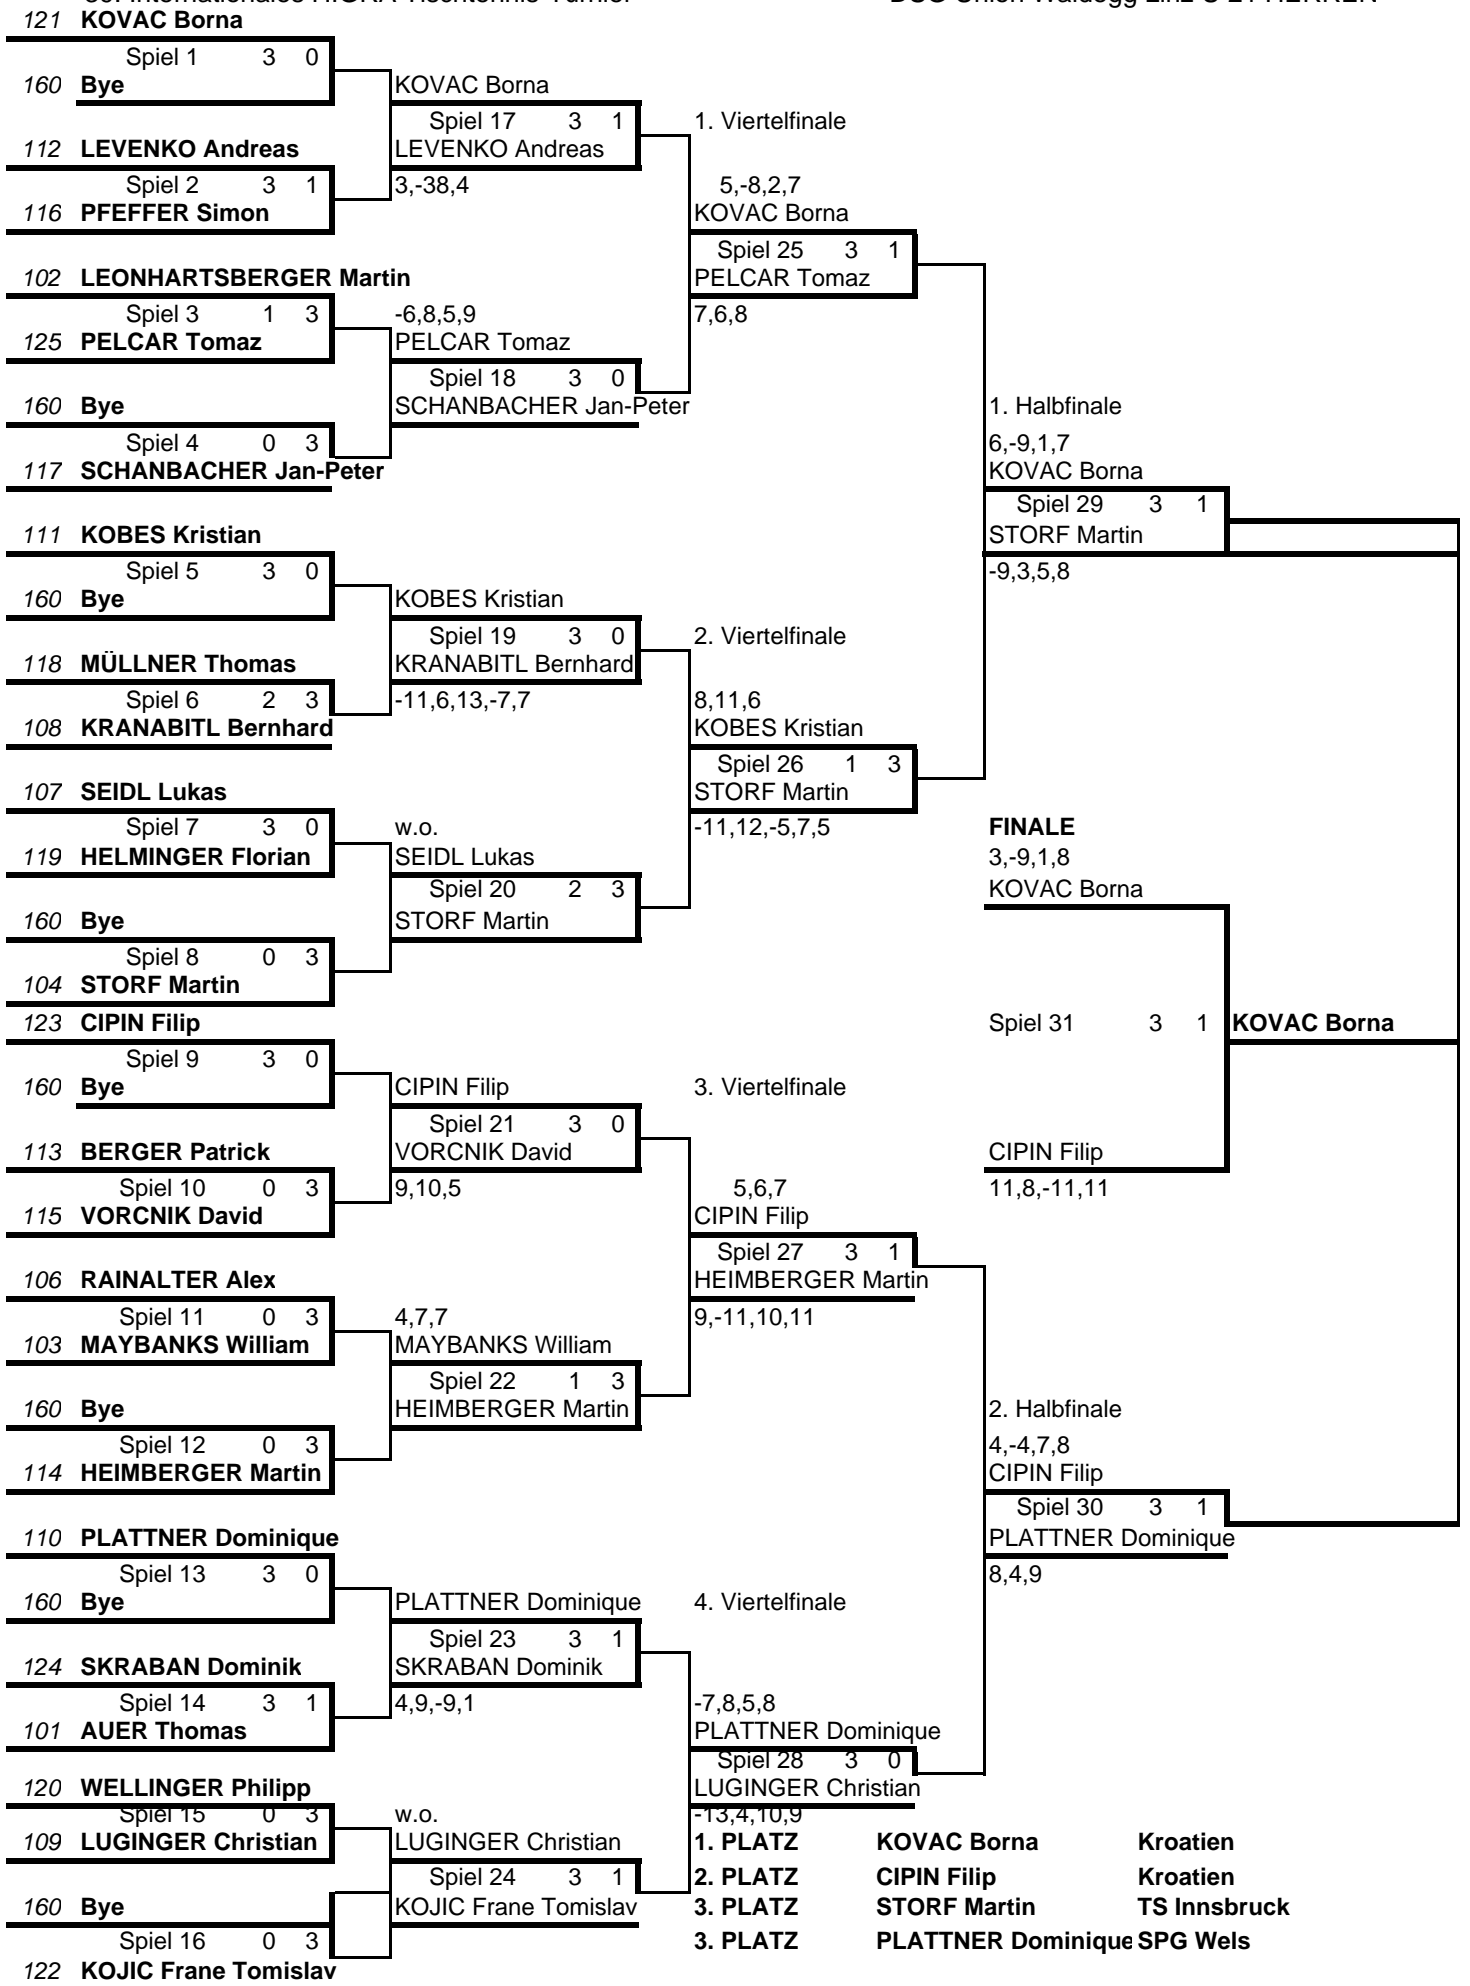 121 KOVAC Borna
Spiel 1 3 0
160 Bye KOVAC Borna
Spiel 17 3 1 1. Viertelfinale
112 LEVENKO Andreas LEVENKO Andreas
Spiel 2 3 1 3,-38,4 5,-8,2,7
116 PFEFFER Simon KOVAC Borna
Spiel 25 3 1
102 LEONHARTSBERGER Martin PELCAR Tomaz
Spiel 3 1 3 -6,8,5,9 7,6,8
125 PELCAR Tomaz PELCAR Tomaz
Spiel 18 3 0
160 Bye SCHANBACHER Jan-Peter 1. Halbfinale
Spiel 4 0 3 6,-9,1,7
117 SCHANBACHER Jan-Peter KOVAC Borna
Spiel 29 3 1
111 KOBES Kristian STORF Martin
Spiel 5 3 0 -9,3,5,8
160 Bye KOBES Kristian
Spiel 19 3 0 2. Viertelfinale
118 MÜLLNER Thomas KRANABITL Bernhard
Spiel 6 2 3 -11,6,13,-7,7 8,11,6
108 KRANABITL Bernhard KOBES Kristian
Spiel 26 1 3
107 SEIDL Lukas STORF Martin
Spiel 7 3 0 w.o. -11,12,-5,7,5 FINALE
119 HELMINGER Florian SEIDL Lukas 3,-9,1,8
Spiel 20 2 3 KOVAC Borna
160 Bye STORF Martin
Spiel 8 0 3
104 STORF Martin
123 CIPIN Filip Spiel 31 3 1 KOVAC Borna
Spiel 9 3 0
160 Bye CIPIN Filip 3. Viertelfinale
Spiel 21 3 0
113 BERGER Patrick VORCNIK David CIPIN Filip
Spiel 10 0 3 9,10,5 5,6,7 11,8,-11,11
115 VORCNIK David CIPIN Filip
Spiel 27 3 1
106 RAINALTER Alex HEIMBERGER Martin
Spiel 11 0 3 4,7,7 9,-11,10,11
103 MAYBANKS William MAYBANKS William
Spiel 22 1 3
160 Bye HEIMBERGER Martin 2. Halbfinale
Spiel 12 0 3 4,-4,7,8
114 HEIMBERGER Martin CIPIN Filip
Spiel 30 3 1
110 PLATTNER Dominique PLATTNER Dominique
Spiel 13 3 0 8,4,9
160 Bye PLATTNER Dominique 4. Viertelfinale
Spiel 23 3 1
124 SKRABAN Dominik SKRABAN Dominik
Spiel 14 3 1 4,9,-9,1 -7,8,5,8
101 AUER Thomas PLATTNER Dominique
Spiel 28 3 0
120 WELLINGER Philipp LUGINGER Christian
Spiel 15 0 3 w.o. -13,4,10,9
109 LUGINGER Christian LUGINGER Christian 1. PLATZ KOVAC Borna Kroatien
Spiel 24 3 1 2. PLATZ CIPIN Filip Kroatien
160 Bye KOJIC Frane Tomislav 3. PLATZ STORF Martin TS Innsbruck
Spiel 16 0 3 3. PLATZ PLATTNER Dominique SPG Wels
122 KOJIC Frane Tomislav